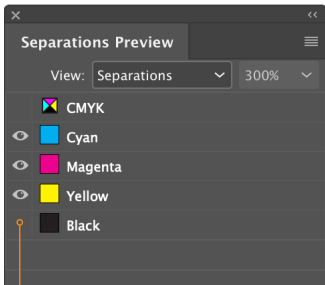 Separations Preview
View: Separations 300%
CMYK
Cyan
Magenta
Yellow
Black